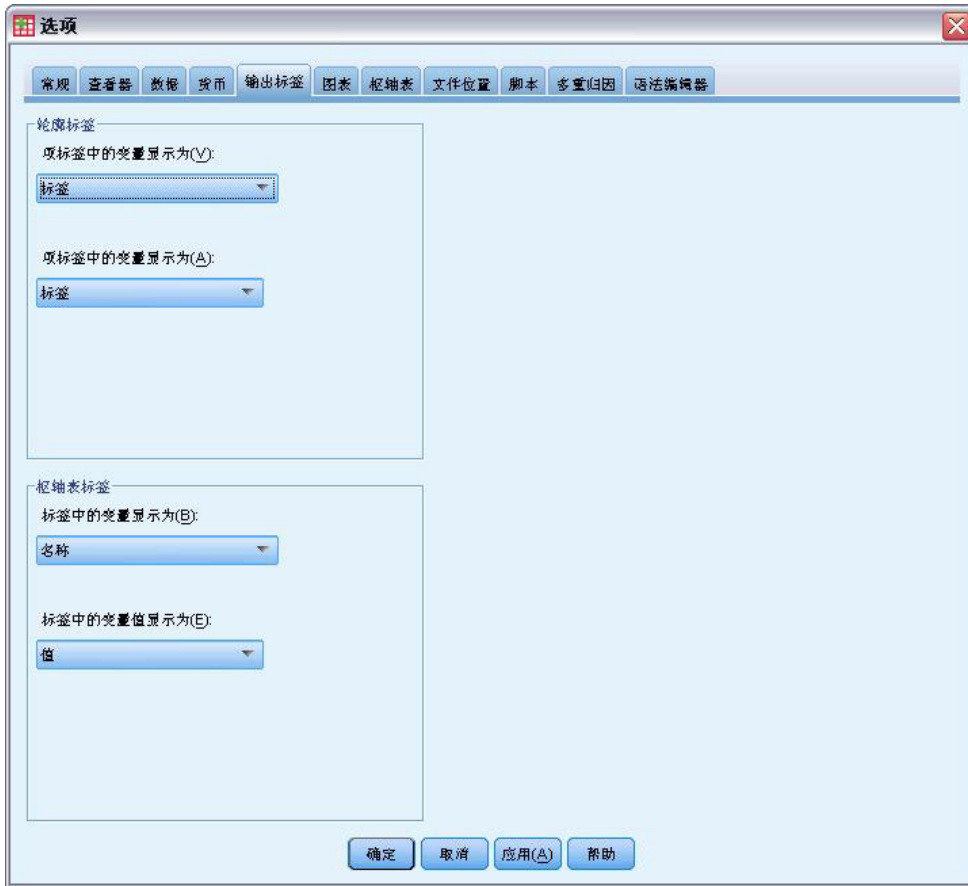 选项
常规 查看器 数据 货币 输出标签 图表 枢轴表 文件位置 脚本 多重归因 语法编辑器
轮廓标签
项标签中的变量显示为(V):
标签
项标签中的变量显示为(A):
标签
枢轴表标签
标签中的变量显示为(B):
名称
标签中的变量值显示为(E):
值
确定 取消 应用(A) 帮助